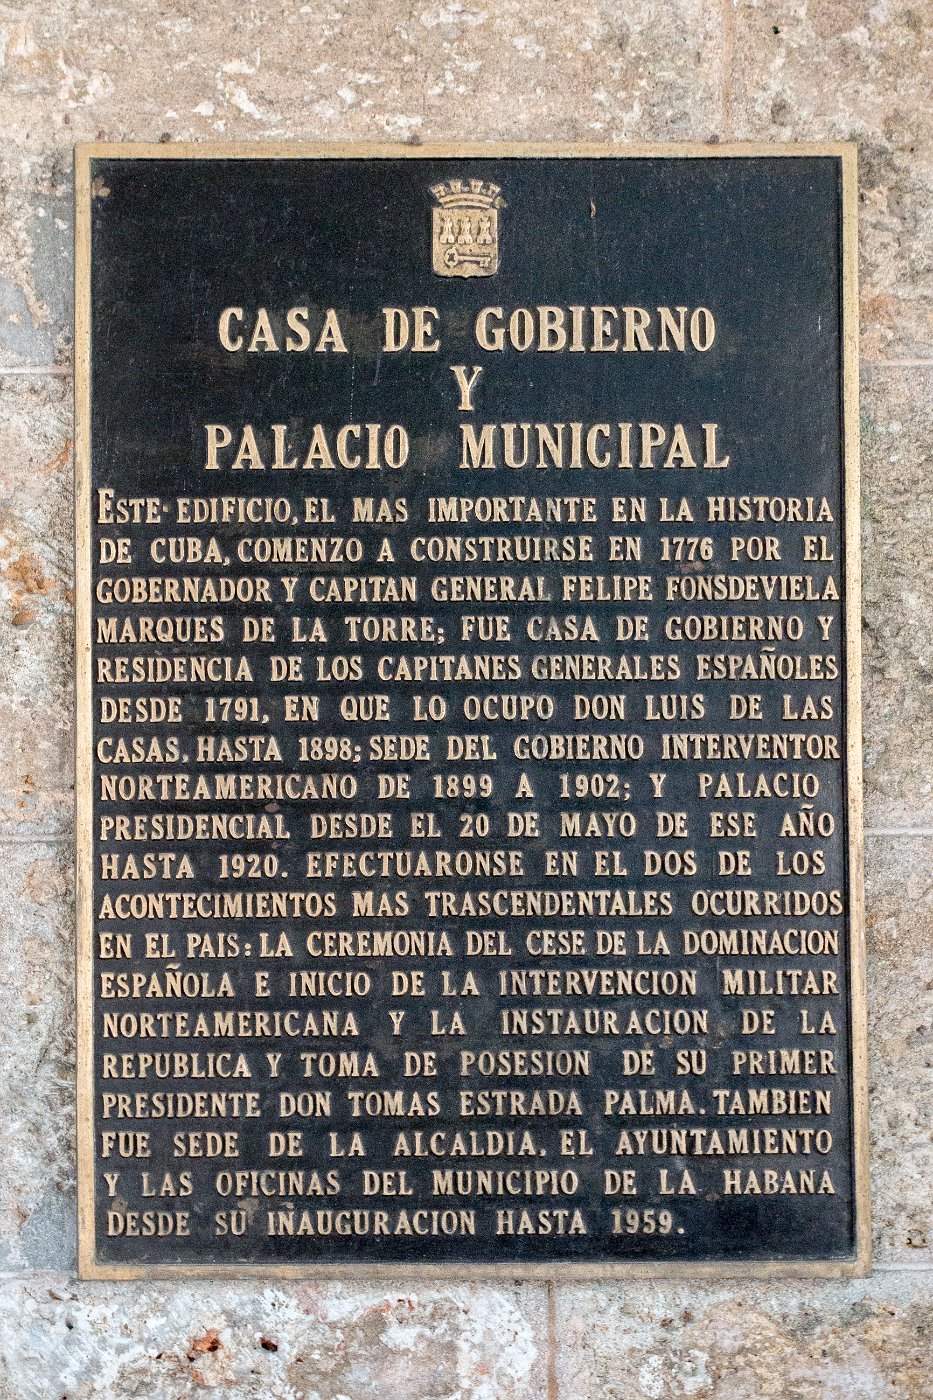 CASA DE GOBIERNO
Y
PALACIO MUNICIPAL
ESTE EDIFICIO, EL MAS IMPORTANTE EN LA HISTORIA
DE CUBA, COMENZO A CONSTRUIRSE EN 1776 POR EL
GOBERNADOR Y CAPITAN GENERAL FELIPE FONSDEVIELA
MARQUES DE LA TORRE; FUE CASA DE GOBIERNO Y
RESIDENCIA DE LOS CAPITANES GENERALES ESPAÑOLES
DESDE 1791, EN QUE LO OCUPO DON LUIS DE LAS
CASAS, HASTA 1898; SEDE DEL GOBIERNO INTERVENTOR
NORTEAMERICANO DE 1899 A 1902; Y PALACIO
PRESIDENCIAL DESDE EL 20 DE MAYO DE ESE AÑO
HASTA 1920. EFECTUARONSE EN EL DOS DE LOS
ACONTECIMIENTOS MAS TRASCENDENTALES OCURRIDOS
EN EL PAIS: LA CEREMONIA DEL CESE DE LA DOMINACION
ESPAÑOLA E INICIO DE LA INTERVENCION MILITAR
NORTEAMERICANA Y LA INSTAURACION DE LA
REPUBLICA Y TOMA DE POSESION DE SU PRIMER
PRESIDENTE DON TOMAS ESTRADA PALMA. TAMBIEN
FUE SEDE DE LA ALCALDIA, EL AYUNTAMIENTO
Y LAS OFICINAS DEL MUNICIPIO DE LA HABANA
DESDE SU INAUGURACION HASTA 1959.